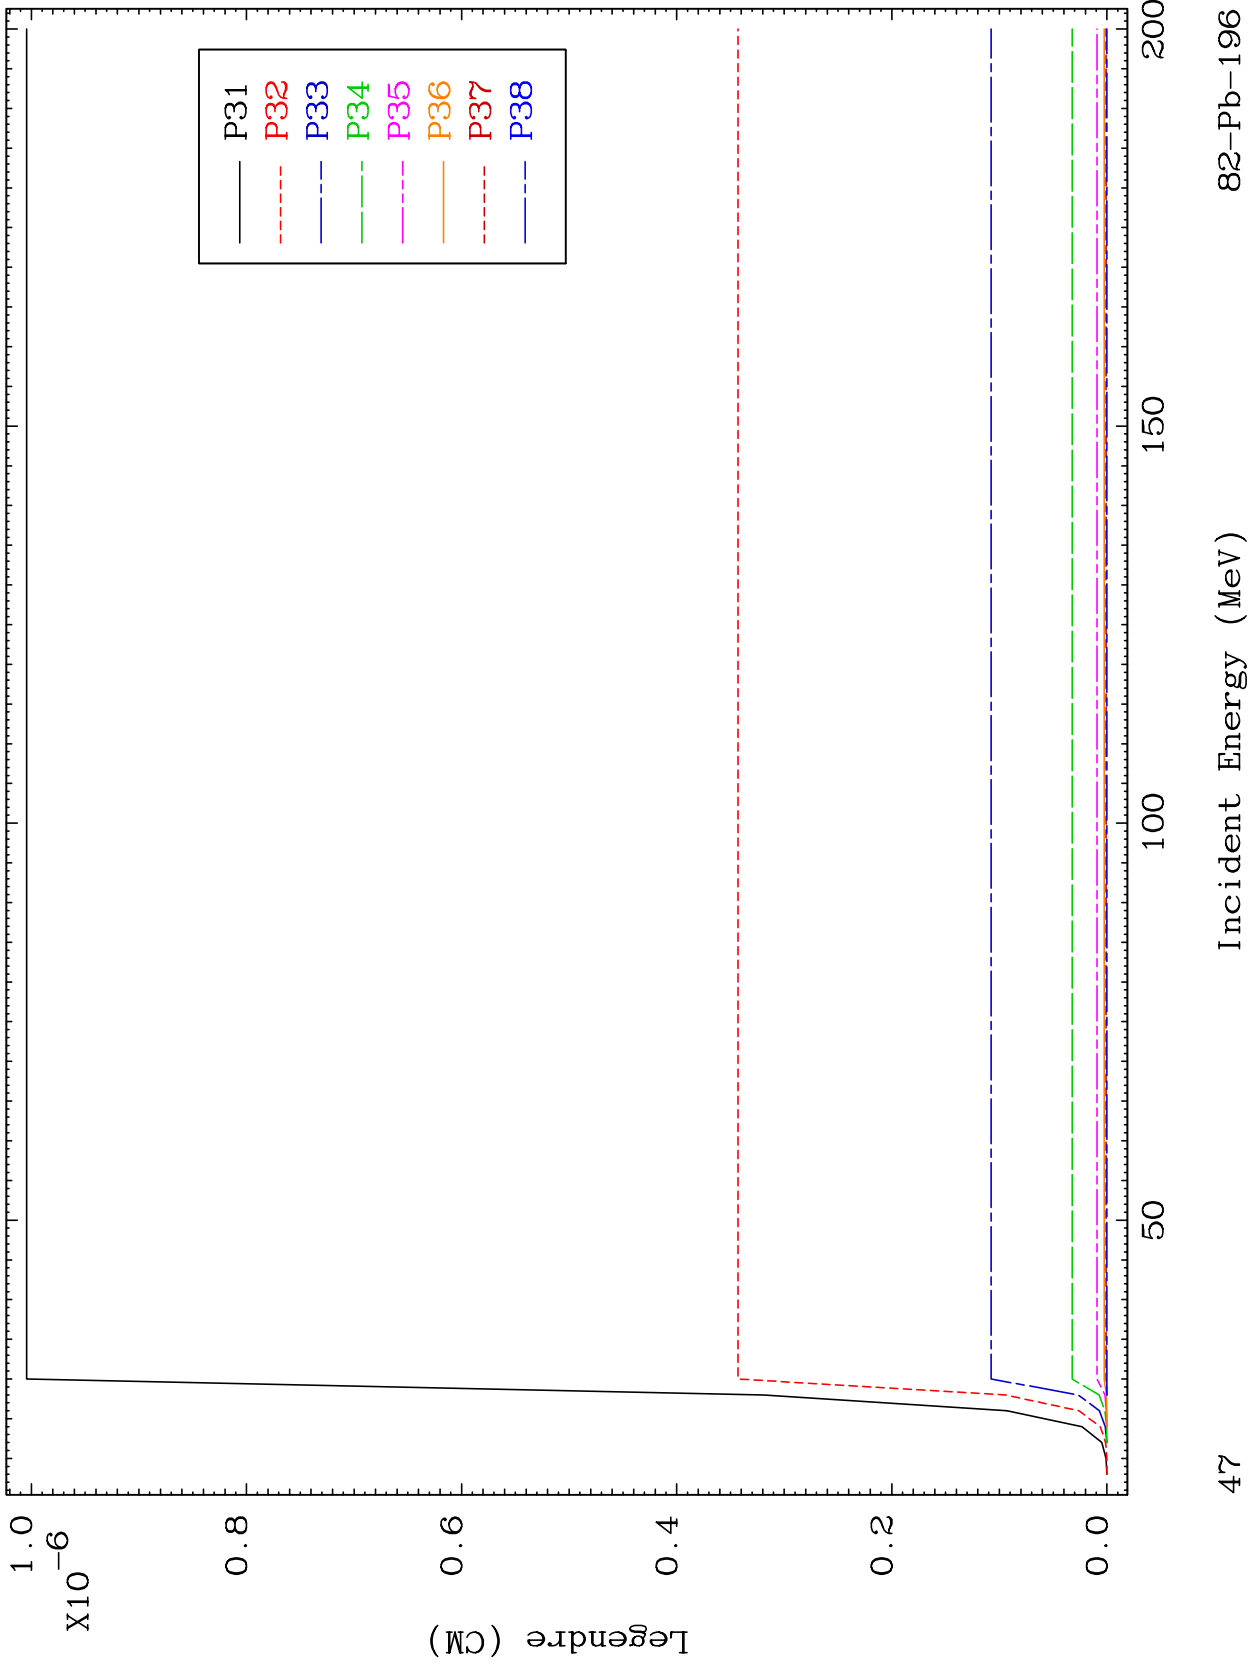 1.0
X10-6
0.8
0.6
0.4
0.2
0.0
Legendre (CM)
P31
P32
P33
P34
P35
P36
P37
P38
50
100
150
200
Incident Energy (MeV)
47
82-Pb-196